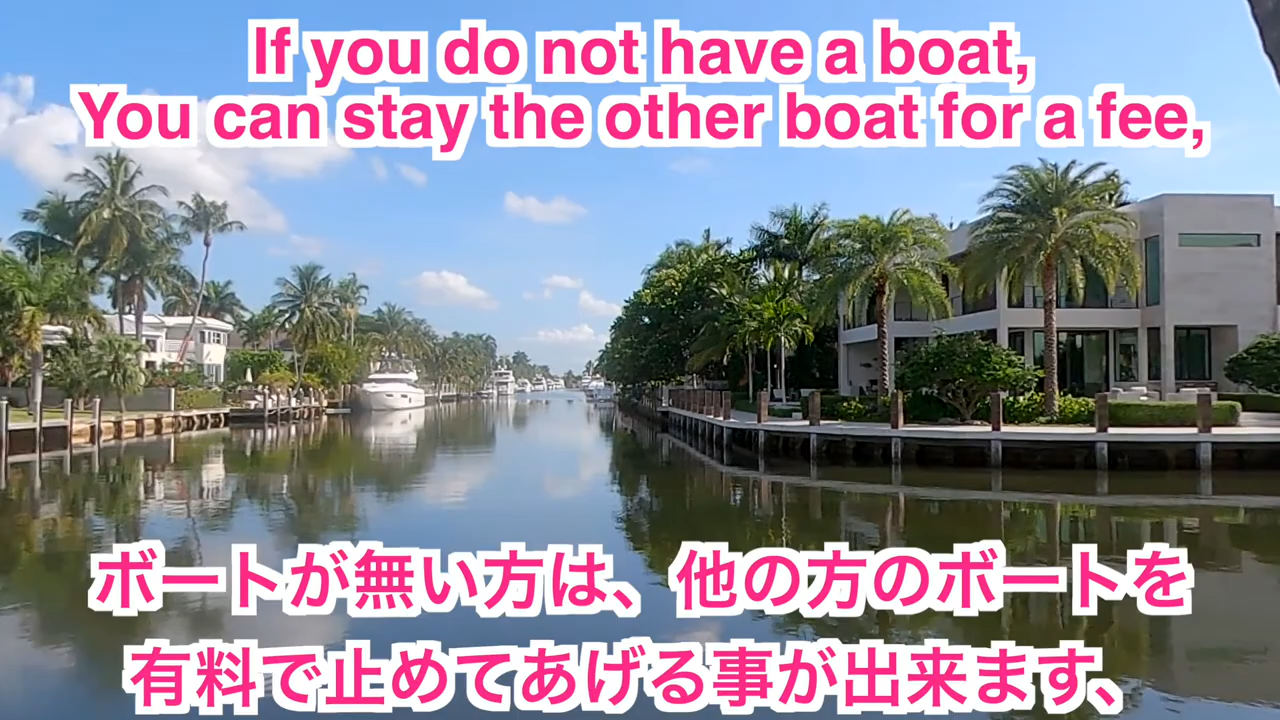 If you do not have a boat,
You can stay the other boat for a fee,
ボートが無い方は、他の方のボートを
有料で止めてあげる事が出来ます、